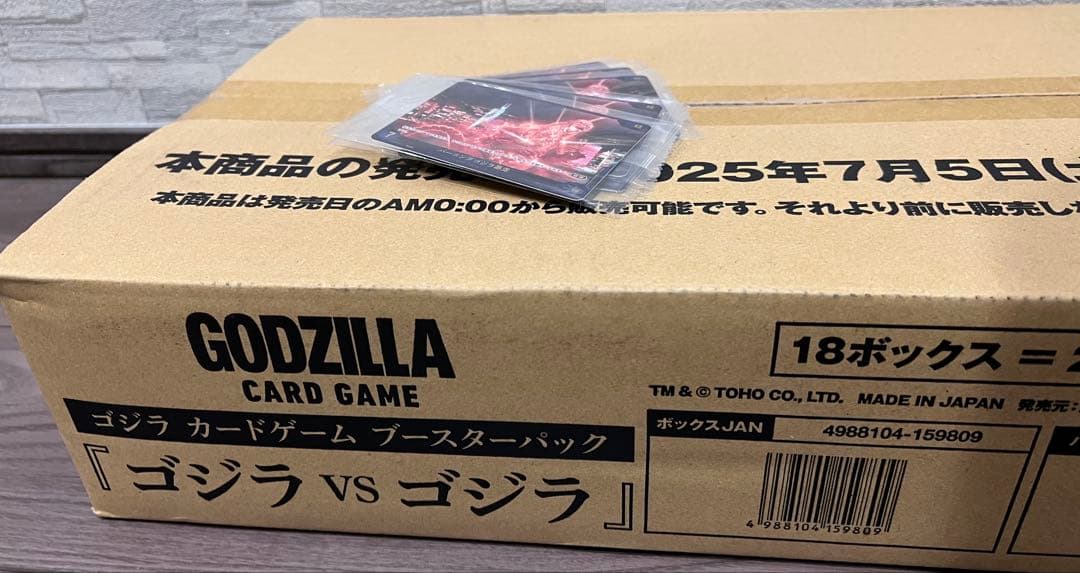 本商品の発
925年7月5日(土
本商品は発売日のAM0:00から販売可能です。それより前に販売し
GODZILLA
CARD GAME
ゴジラ カードゲーム ブースターパック
『ゴジラ VS ゴジラ』
18ボックス =
TM & © TOHO CO., LTD. MADE IN JAPAN 発売元:
ボックスJAN
4988104-159809
4 988104 159809
7